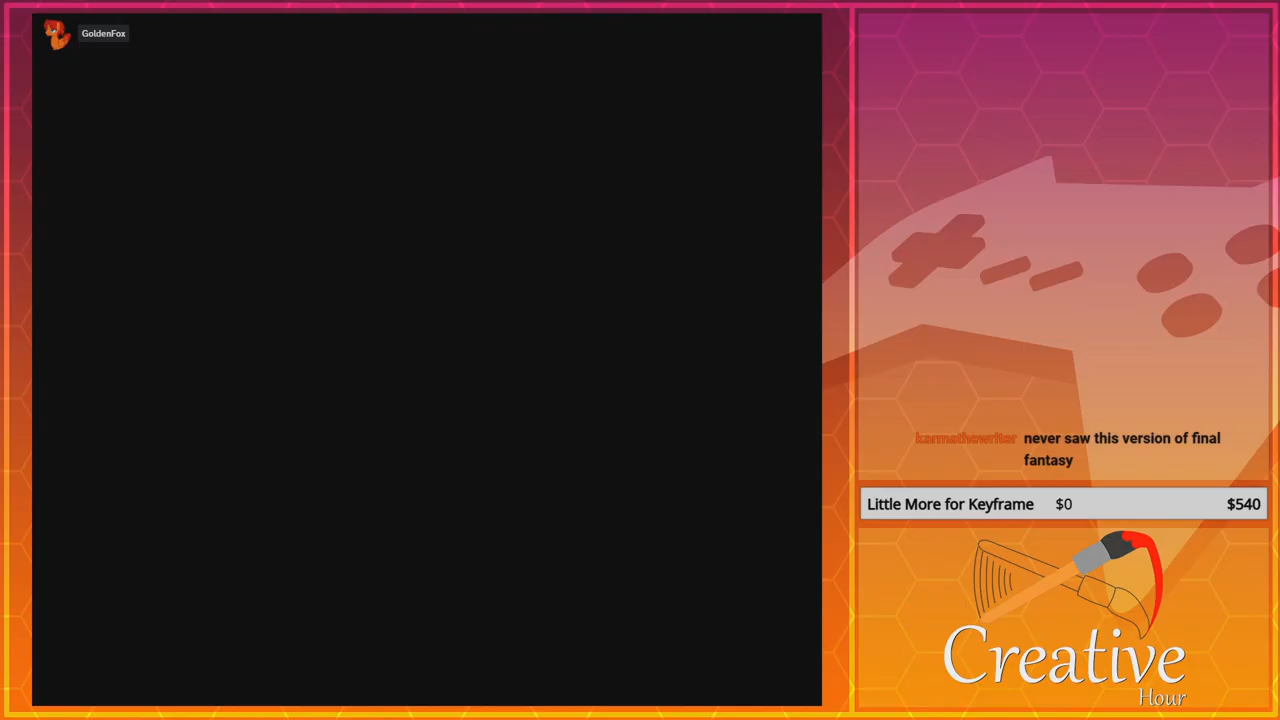 GoldenFox
karmathewriter never saw this version of final
fantasy
Little More for Keyframe $0 $540
Creative
Hour